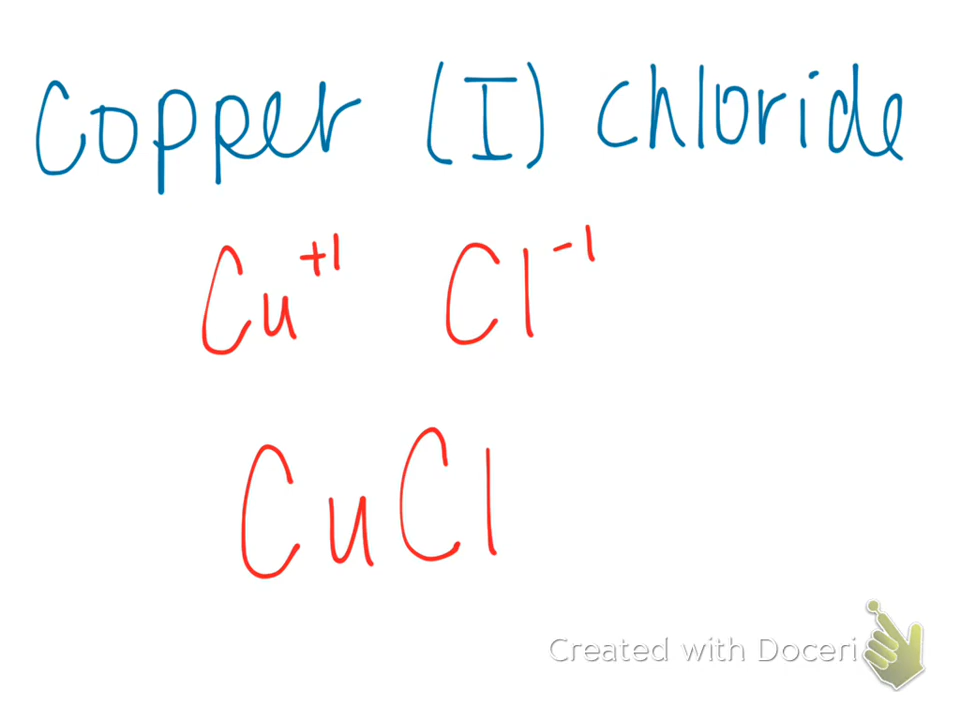 Copper (I) chloride
Cu⁺¹ Cl⁻¹
CuCl
Created with Doceri